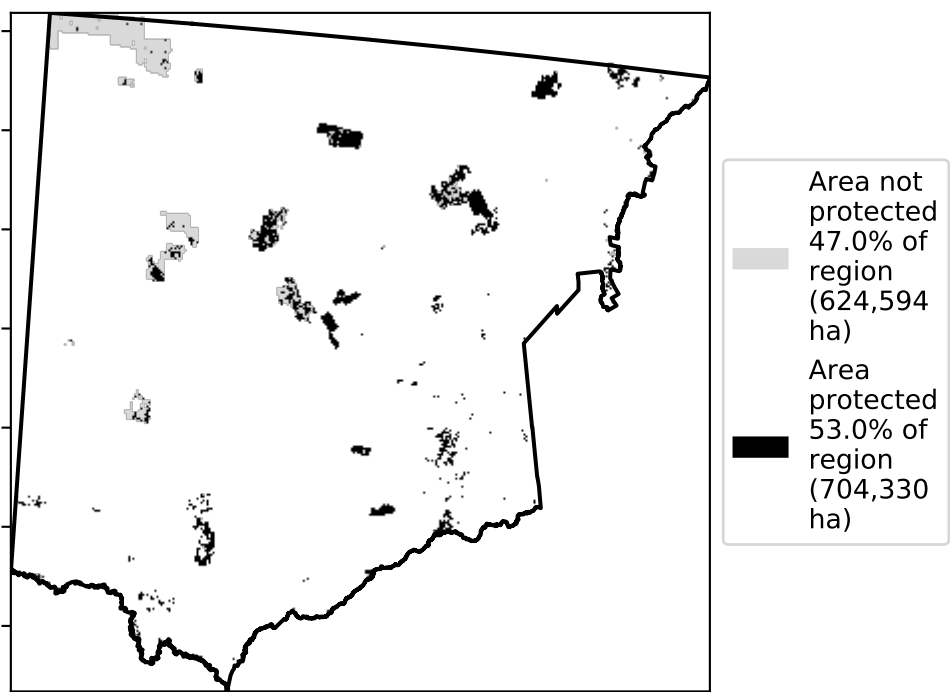 Area not
protected
47.0% of
region
(624,594
ha)
Area
protected
53.0% of
region
(704,330
ha)